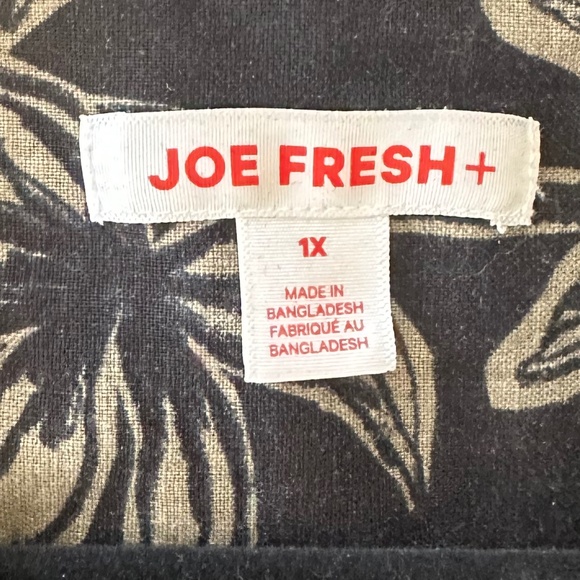 JOE FRESH+
1X
MADE IN
BANGLADESH
FABRIQUÉ AU
BANGLADESH